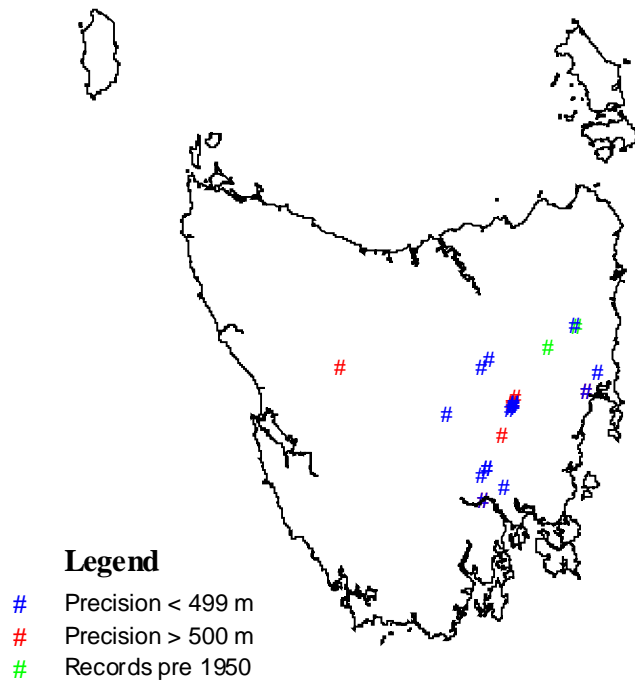 Legend
# Precision < 499 m
# Precision > 500 m
# Records pre 1950